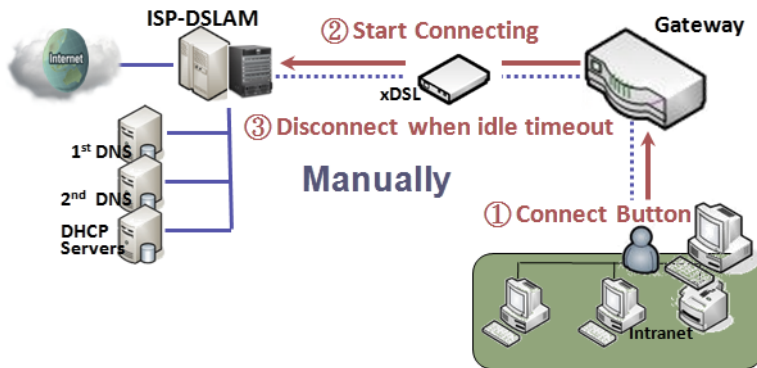 ISP-DSLAM
② Start Connecting
Gateway
Internet
xDSL
③ Disconnect when idle timeout
1st DNS
Manually
2nd DNS
① Connect Button
DHCP
Servers
Intranet